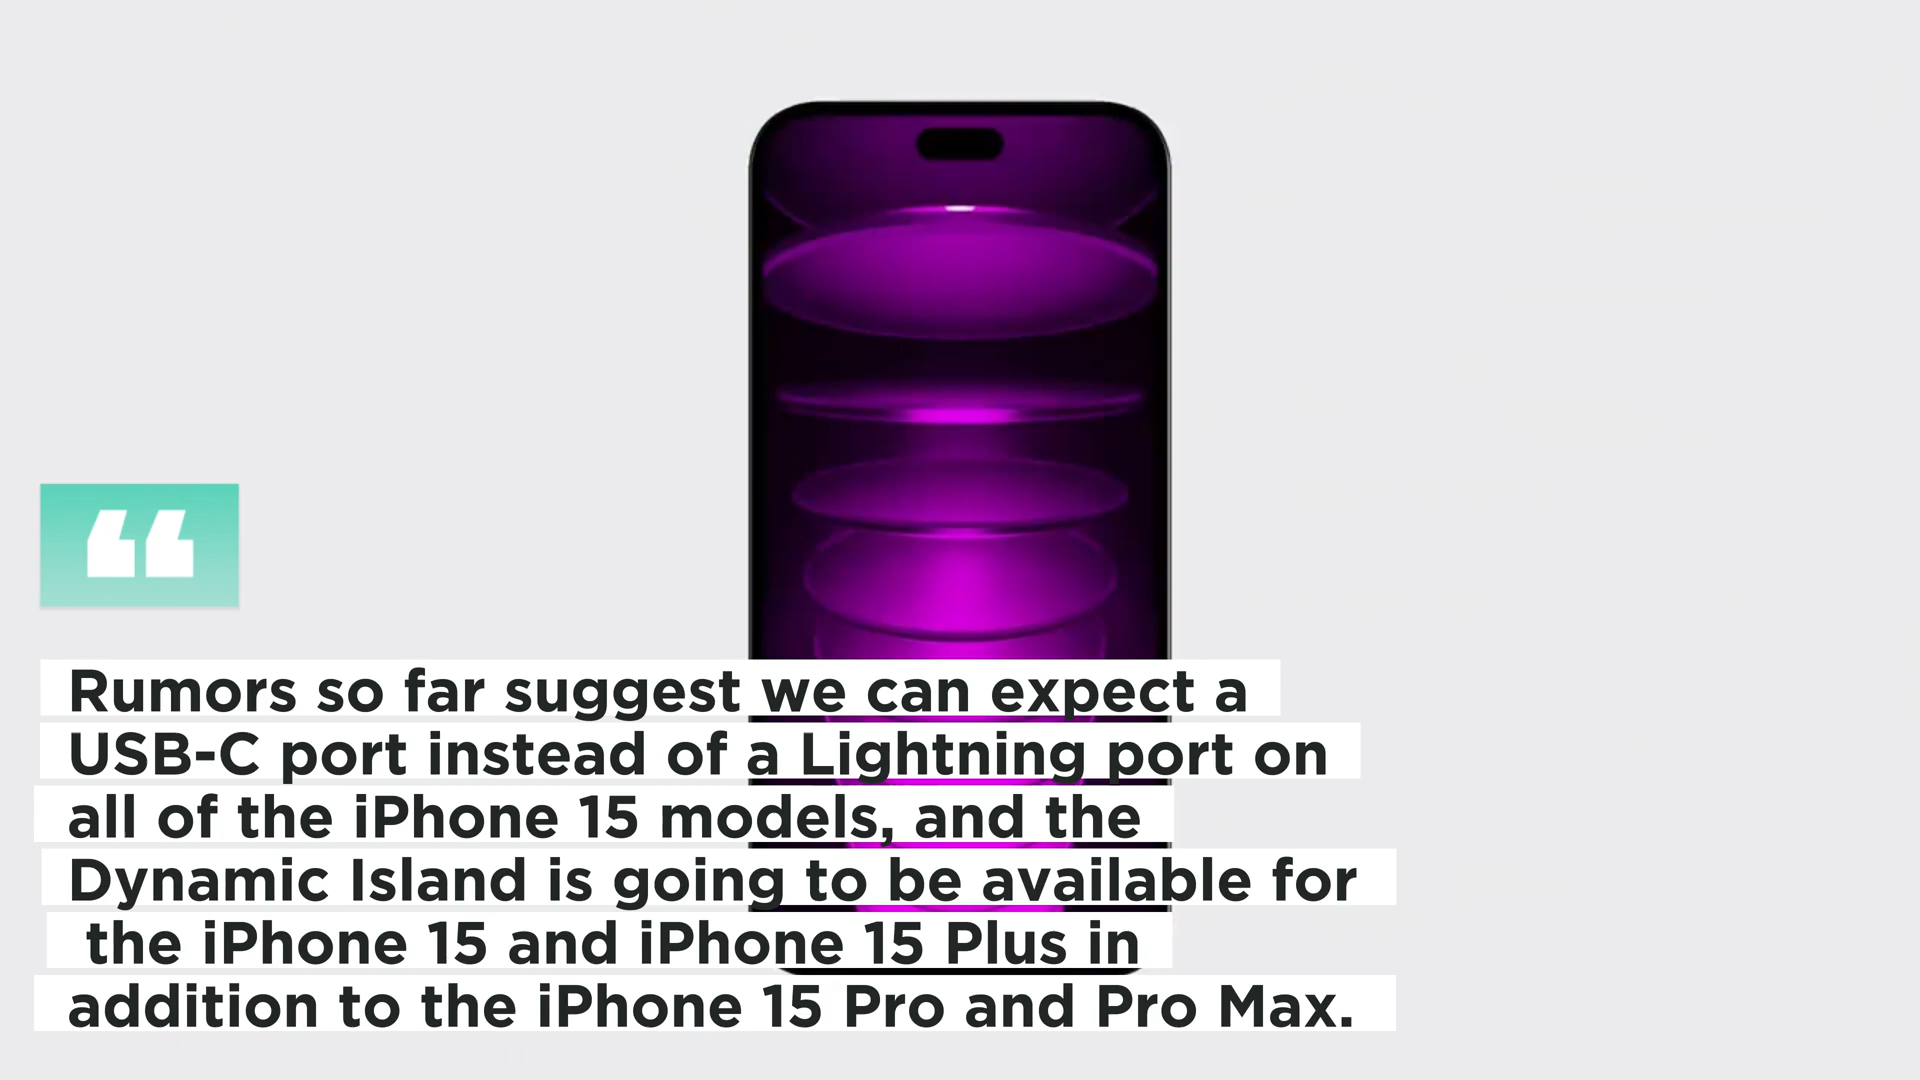 “
Rumors so far suggest we can expect a
USB-C port instead of a Lightning port on
all of the iPhone 15 models, and the
Dynamic Island is going to be available for
the iPhone 15 and iPhone 15 Plus in
addition to the iPhone 15 Pro and Pro Max.